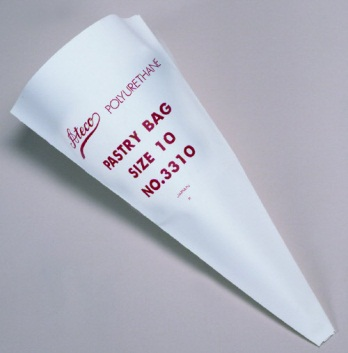 Ateco POLYURETHANE
PASTRY BAG
SIZE 10
NO.3310